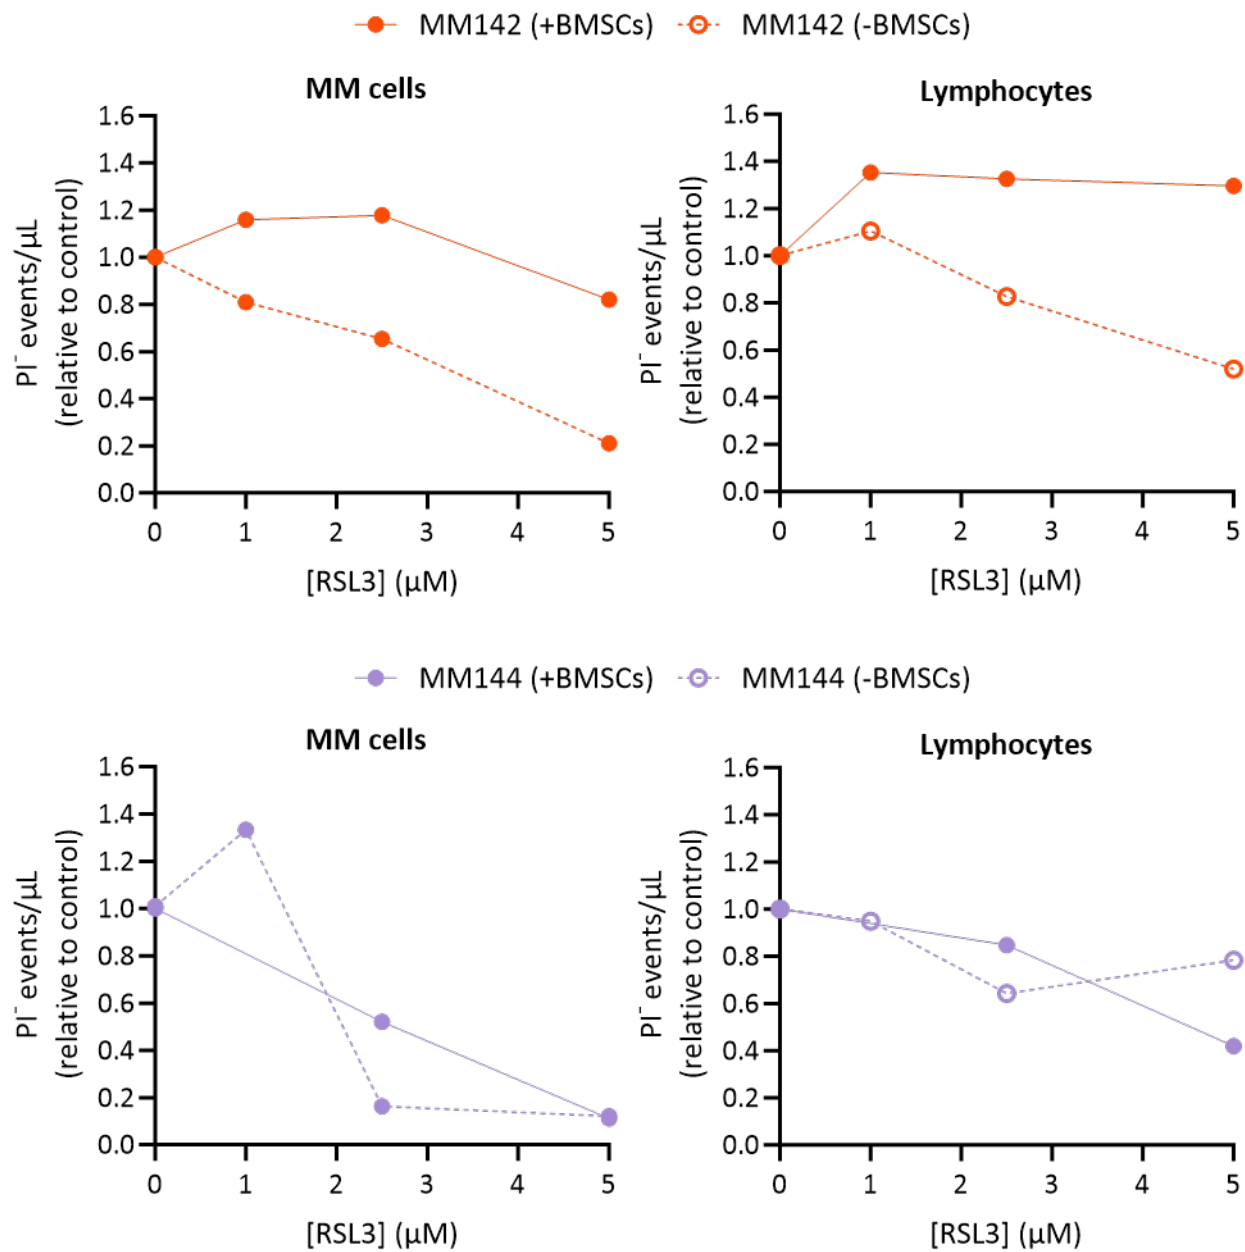 MM142 (+BMSCs) MM142 (-BMSCs)
MM cells
PI⁻ events/µL
(relative to control)
1.6
1.4
1.2
1.0
0.8
0.6
0.4
0.2
0.0
0 1 2 3 4 5
[RSL3] (µM)
Lymphocytes
PI⁻ events/µL
(relative to control)
1.6
1.4
1.2
1.0
0.8
0.6
0.4
0.2
0.0
0 1 2 3 4 5
[RSL3] (µM)
MM144 (+BMSCs) MM144 (-BMSCs)
MM cells
PI⁻ events/µL
(relative to control)
1.6
1.4
1.2
1.0
0.8
0.6
0.4
0.2
0.0
0 1 2 3 4 5
[RSL3] (µM)
Lymphocytes
PI⁻ events/µL
(relative to control)
1.6
1.4
1.2
1.0
0.8
0.6
0.4
0.2
0.0
0 1 2 3 4 5
[RSL3] (µM)